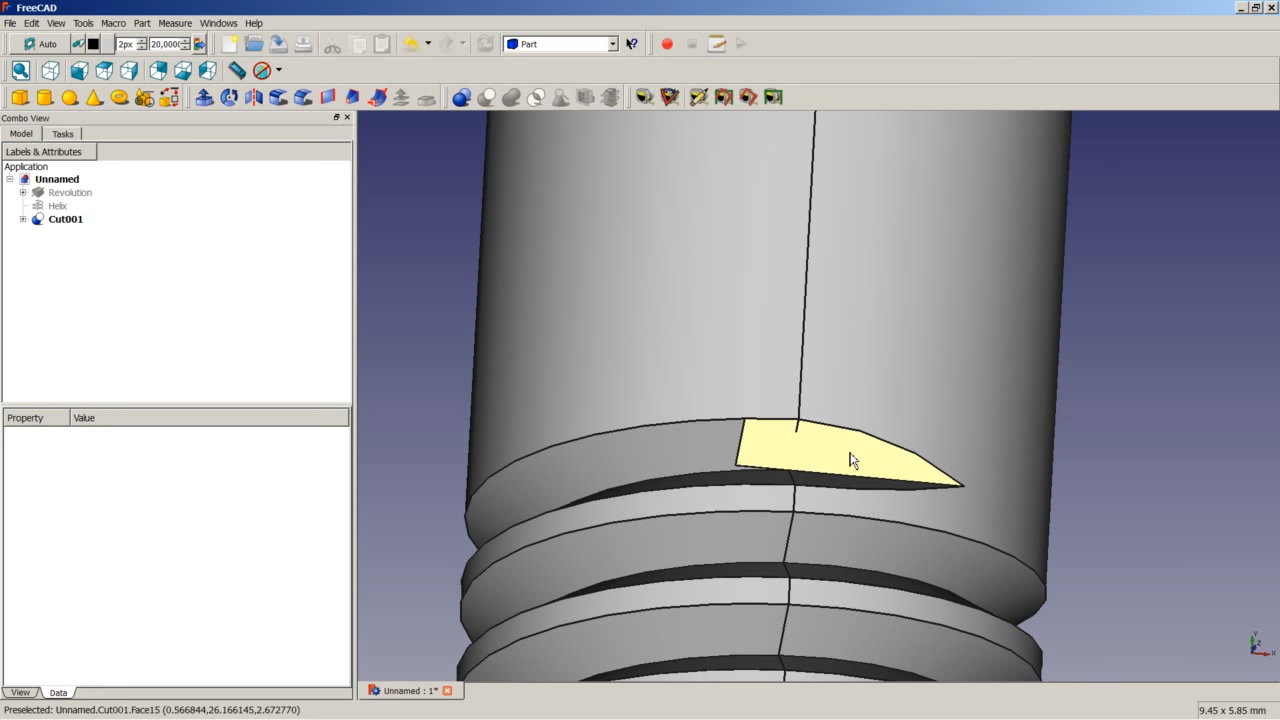 FreeCAD
File Edit View Tools Macro Part Measure Windows Help
Auto 2px 20,000 Part
Combo View
Model Tasks
Labels & Attributes
Application
Unnamed
Revolution
Helix
Cut001
Property Value
View Data
Unnamed : 1*
Y
Z
X
Preselected: Unnamed.Cut001.Face15 (0.566844,26.166145,2.672770)
9.45 x 5.85 mm